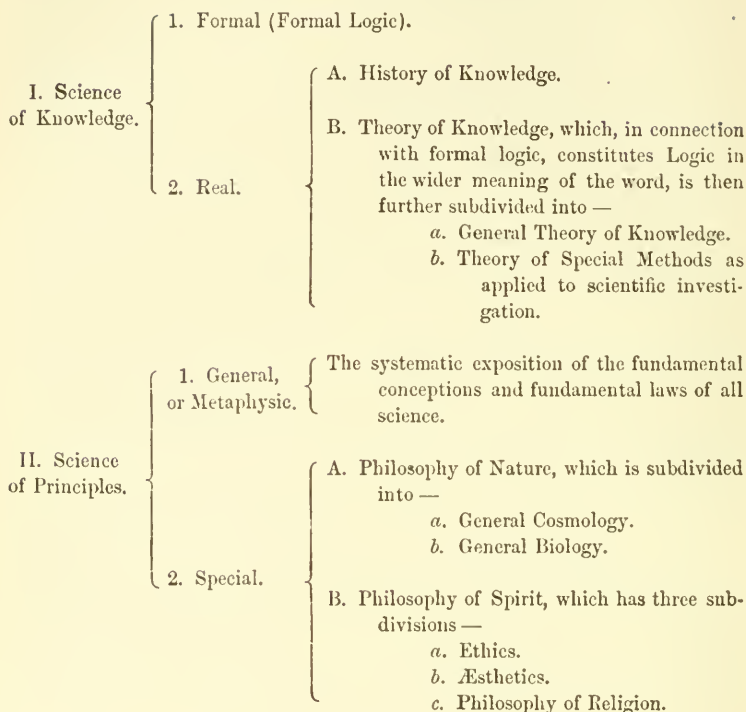 1. Formal (Formal Logic).
I. Science
of Knowledge.
2. Real.
A. History of Knowledge.
B. Theory of Knowledge, which, in connection
with formal logic, constitutes Logic in
the wider meaning of the word, is then
further subdivided into —
a. General Theory of Knowledge.
b. Theory of Special Methods as
applied to scientific investi-
gation.
II. Science
of Principles.
1. General,
or Metaphysic.
The systematic exposition of the fundamental
conceptions and fundamental laws of all
science.
2. Special.
A. Philosophy of Nature, which is subdivided
into —
a. General Cosmology.
b. General Biology.
B. Philosophy of Spirit, which has three sub-
divisions —
a. Ethics.
b. Æsthetics.
c. Philosophy of Religion.